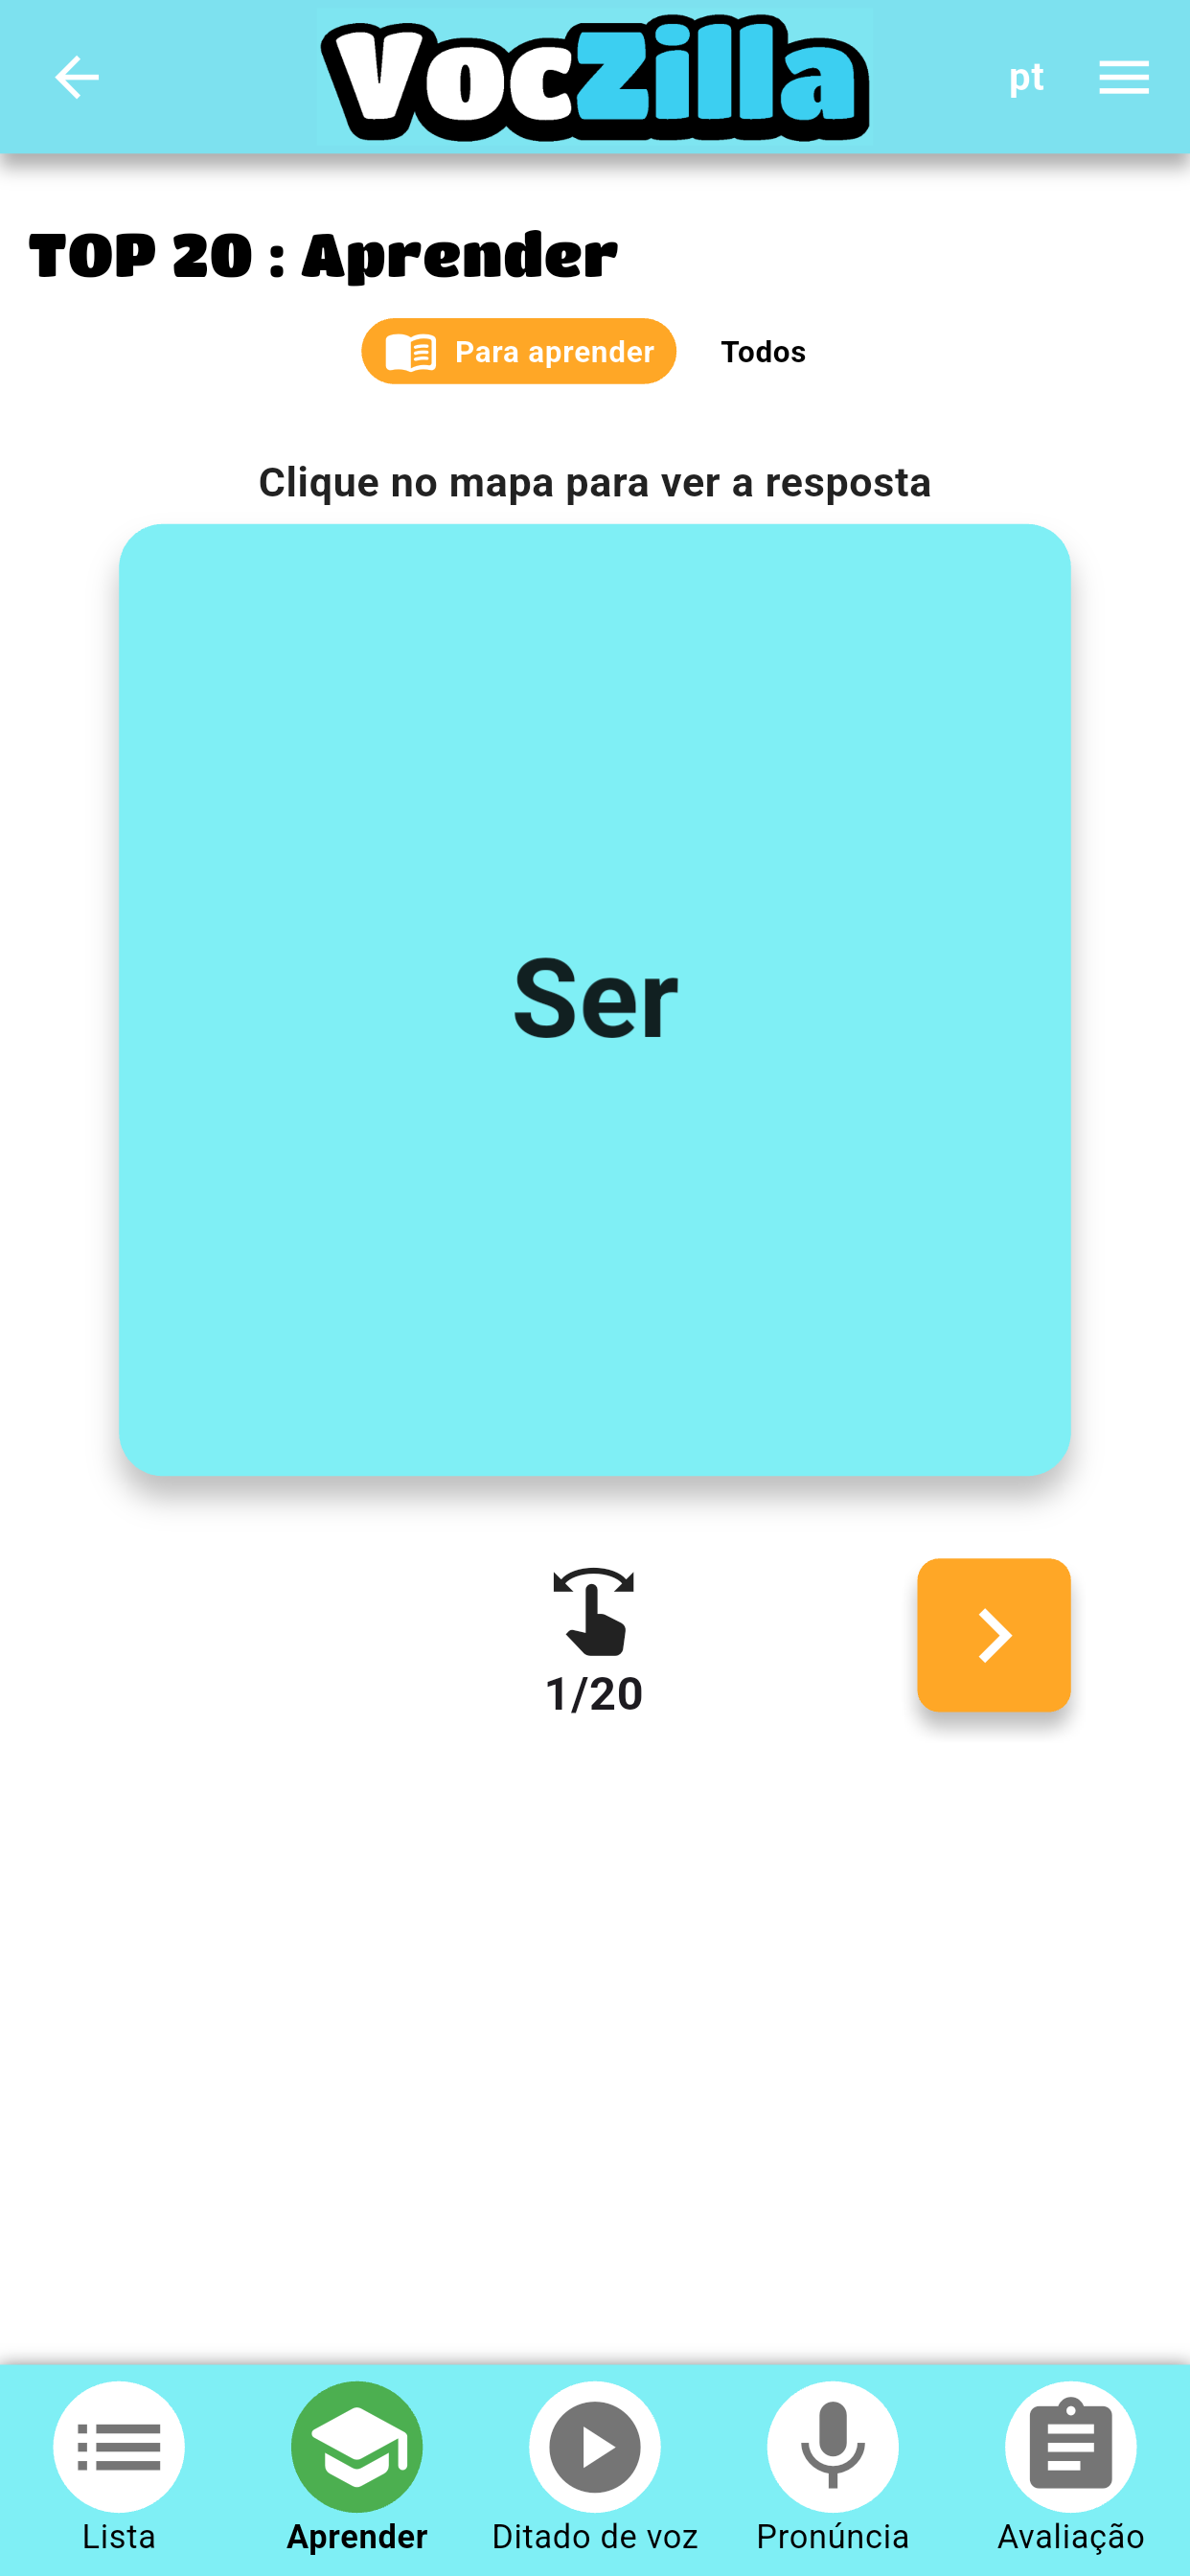 VocZilla
pt
TOP 20 : Aprender
Para aprender
Todos
Clique no mapa para ver a resposta
Ser
1/20
Lista
Aprender
Ditado de voz
Pronúncia
Avaliação